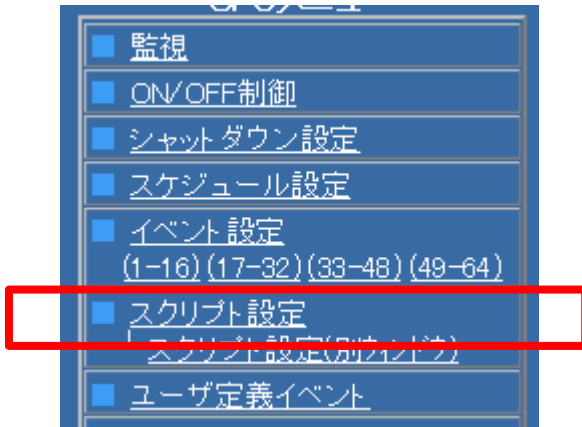 監視
ON/OFF制御
シャットダウン設定
スケジュール設定
イベント設定
(1-16) (17-32) (33-48) (49-64)
スクリプト設定
スクリプト設定(別ウィンドウ)
ユーザ定義イベント